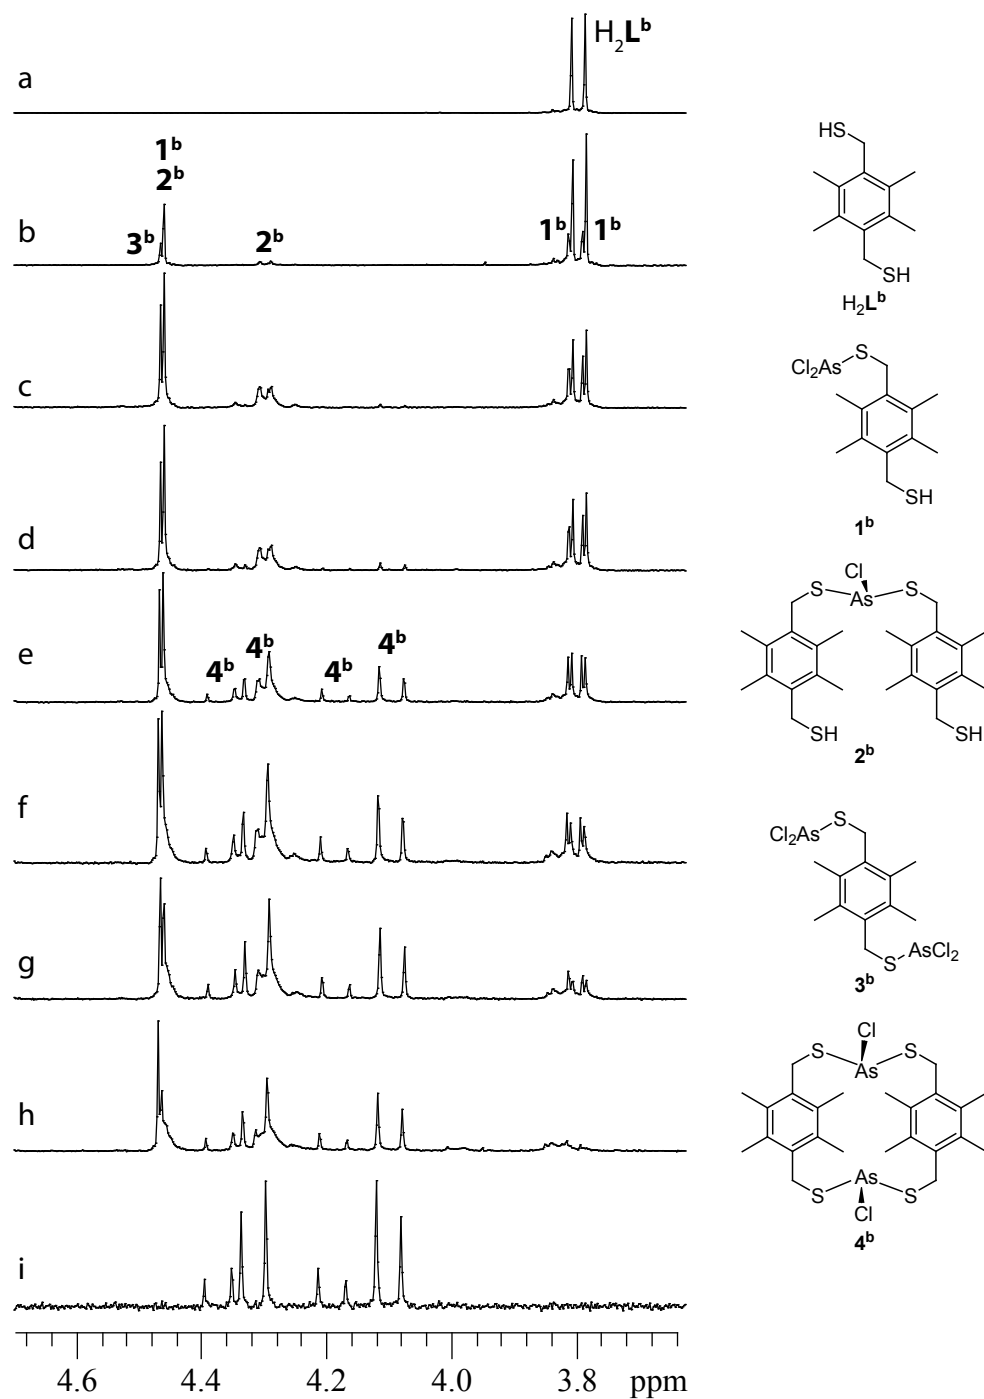 a
H₂Lᵇ
b
1ᵇ
2ᵇ
3ᵇ
2ᵇ
1ᵇ
1ᵇ
c
d
e
4ᵇ
4ᵇ
4ᵇ
4ᵇ
f
g
h
i
4.6 4.4 4.2 4.0 3.8 ppm
HS
SH
H₂Lᵇ
Cl₂As
S
SH
1ᵇ
S
Cl
As
S
SH
SH
2ᵇ
Cl₂As
S
S
AsCl₂
3ᵇ
Cl
S
As
S
S
As
S
Cl
4ᵇ